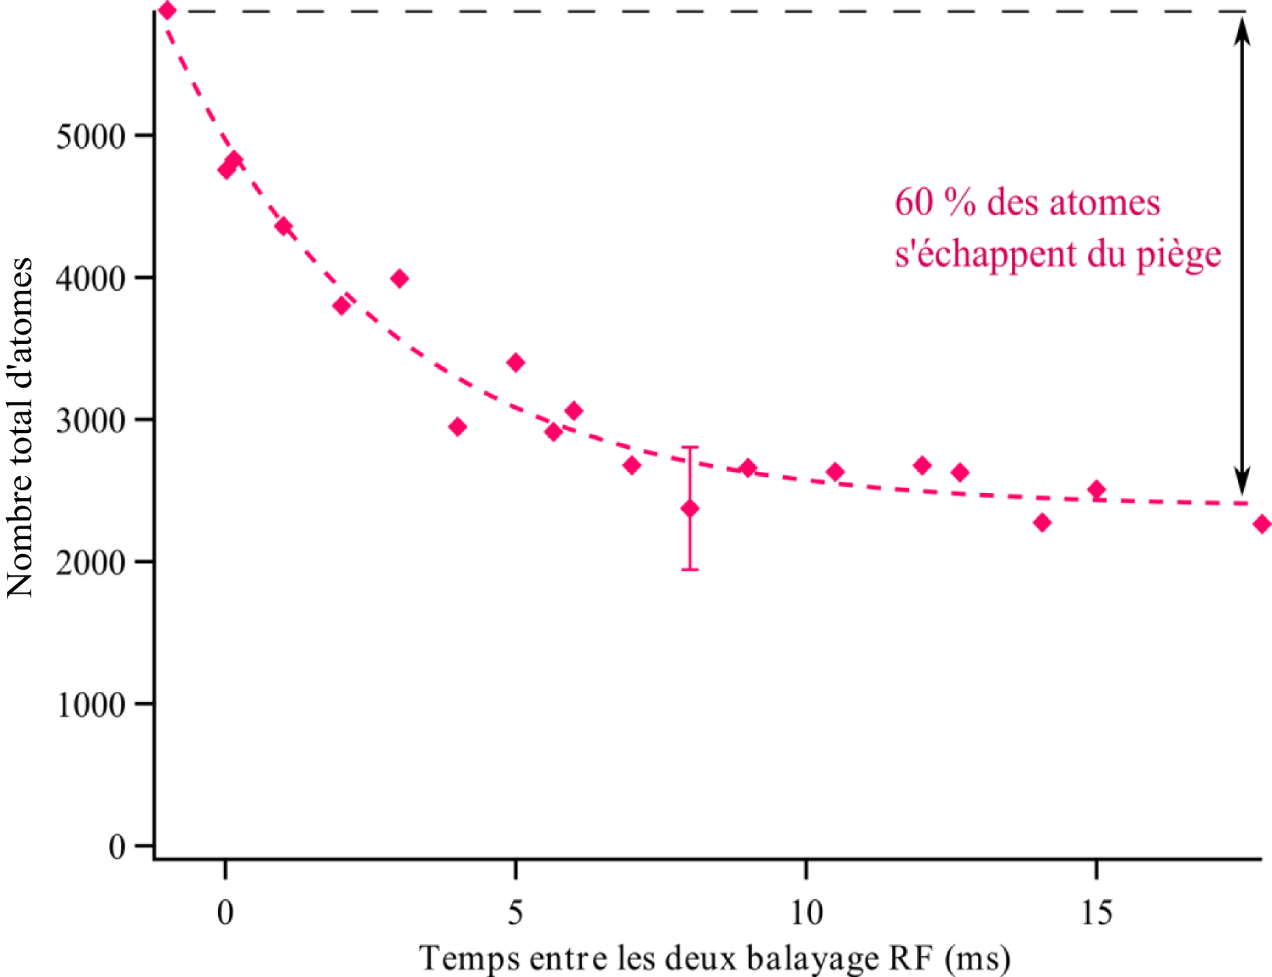 5000
4000
3000
2000
1000
0
Nombre total d'atomes
60 % des atomes
s'échappent du piège
0 5 10 15
Temps entre les deux balayage RF (ms)